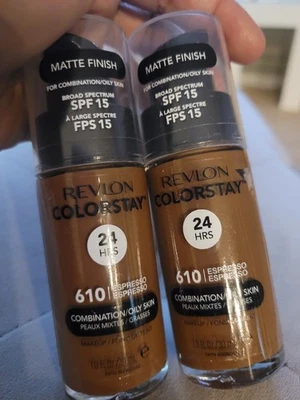 MATTE FINISH
FOR COMBINATION/OILY SKIN
BROAD SPECTRUM
SPF 15
À LARGE SPECTRE
FPS 15
REVLON
COLORSTAY
24
HRS
610 ESPRESSO
ESPRESSO
COMBINATION/OILY SKIN
PEAUX MIXTES / GRASSES
MATTE FINISH
FOR COMBINATION/OILY SKIN
BROAD SPECTRUM
SPF 15
À LARGE SPECTRE
FPS 15
REVLON
COLORSTAY
24
HRS
610 ESPRESSO
ESPRESSO
COMBINATION/OILY SKIN
PEAUX MIXTES / GRASSES